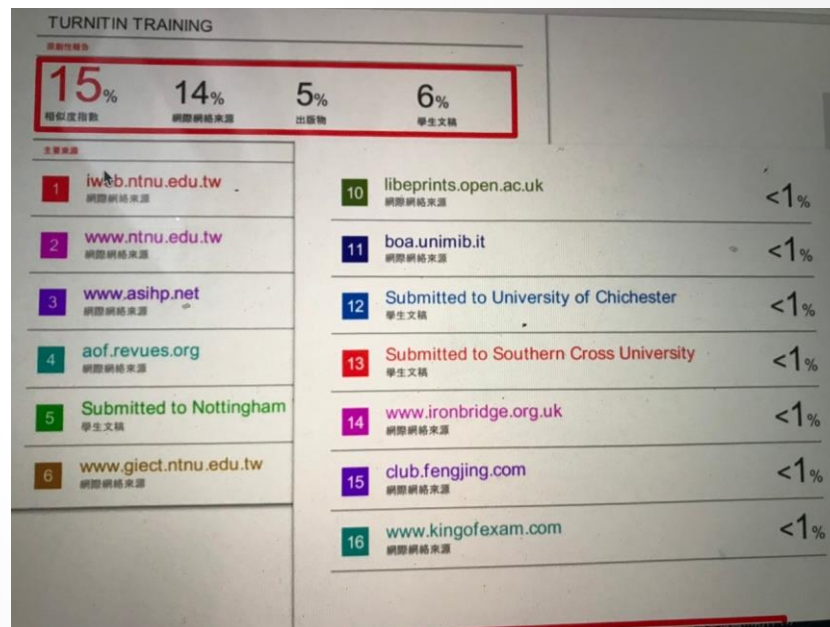 TURNITIN TRAINING
原創性報告
15%
14%
5%
6%
相似度指數
網際網絡來源
出版物
學生文稿
主要來源
1 iweb.ntnu.edu.tw
網際網絡來源
2 www.ntnu.edu.tw
網際網絡來源
3 www.asihp.net
網際網絡來源
4 aof.revues.org
網際網絡來源
5 Submitted to Nottingham
學生文稿
6 www.giect.ntnu.edu.tw
網際網絡來源
10 libeprints.open.ac.uk <1%
網際網絡來源
11 boa.unimib.it <1%
網際網絡來源
12 Submitted to University of Chichester <1%
學生文稿
13 Submitted to Southern Cross University <1%
學生文稿
14 www.ironbridge.org.uk <1%
網際網絡來源
15 club.fengjing.com <1%
網際網絡來源
16 www.kingofexam.com <1%
網際網絡來源